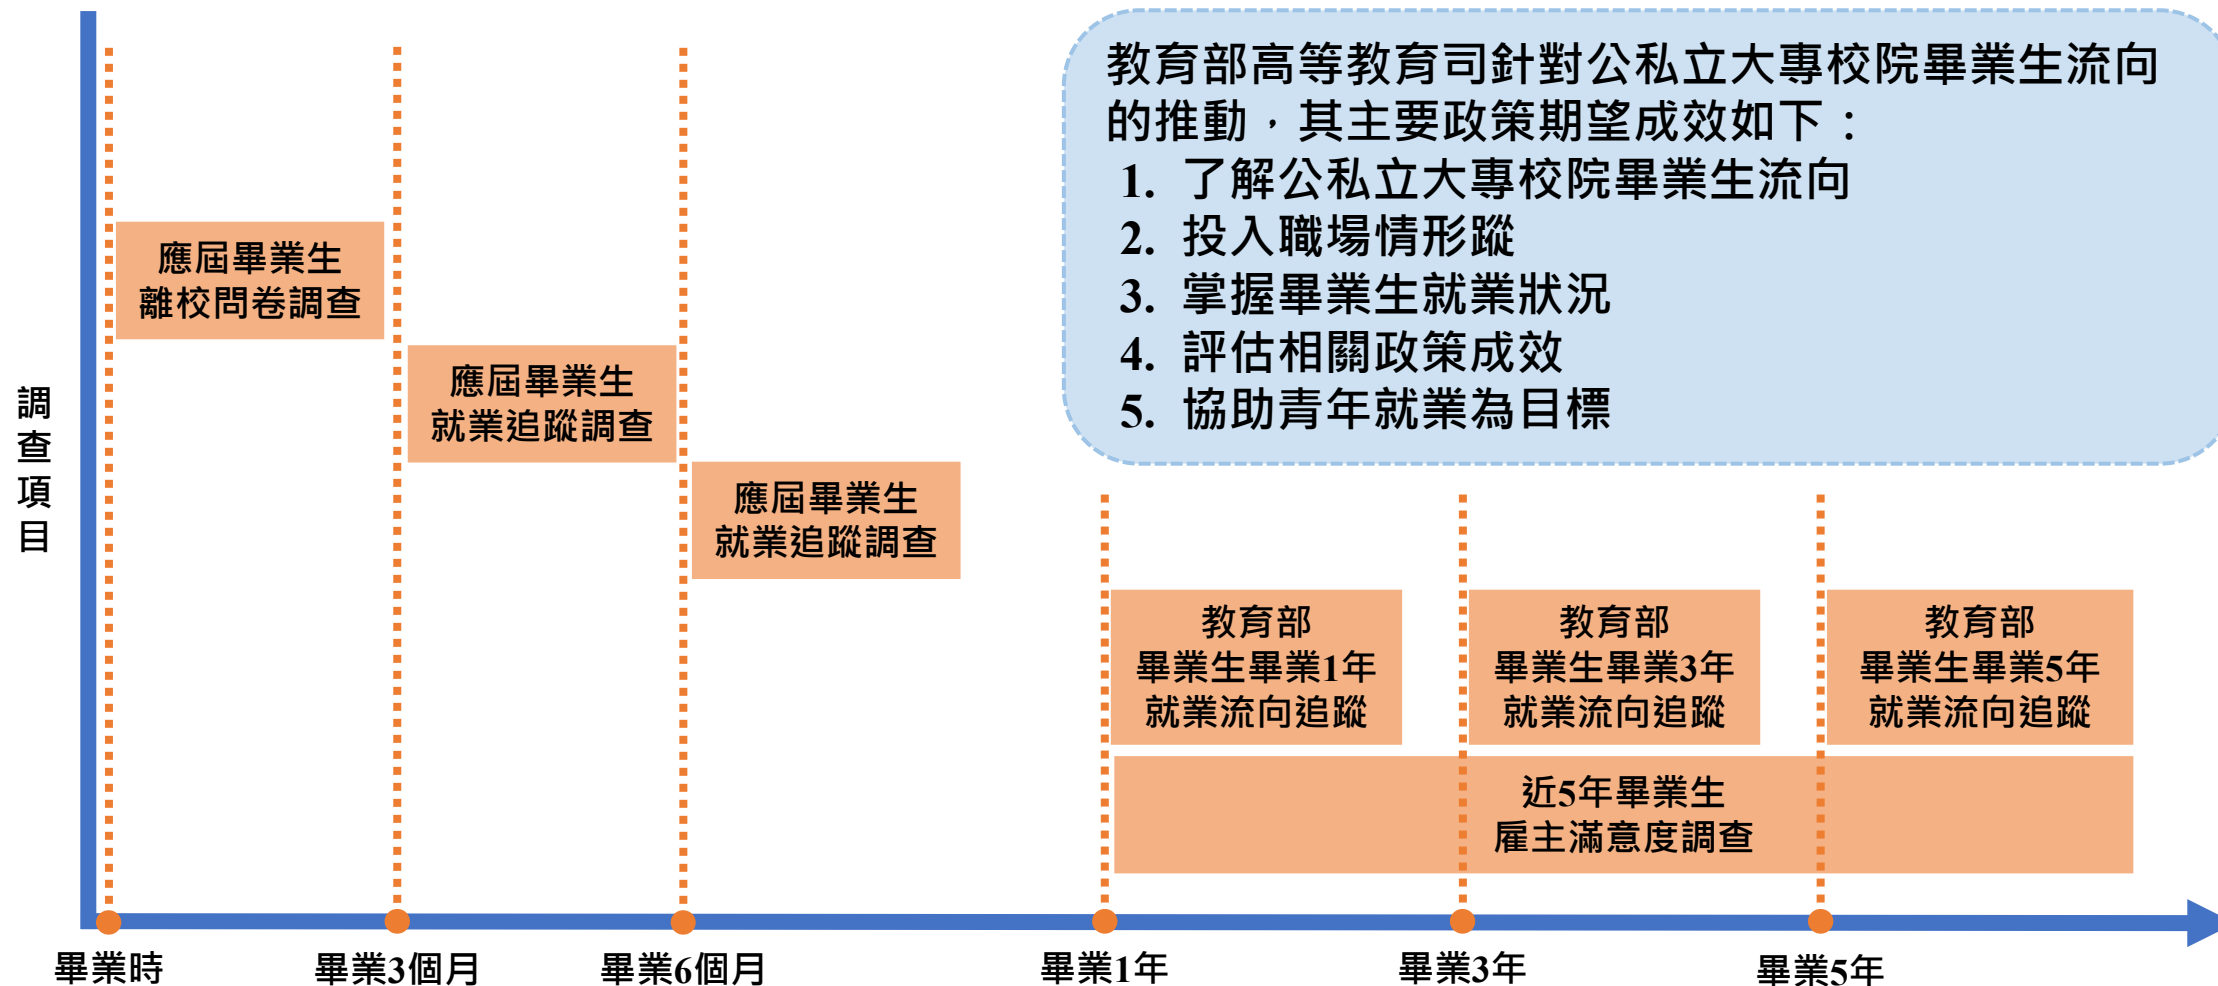 教育部高等教育司針對公私立大專校院畢業生流向
的推動，其主要政策期望成效如下：
1. 了解公私立大專校院畢業生流向
2. 投入職場情形蹤
3. 掌握畢業生就業狀況
4. 評估相關政策成效
5. 協助青年就業為目標
調查項目
應屆畢業生
離校問卷調查
應屆畢業生
就業追蹤調查
應屆畢業生
就業追蹤調查
教育部
畢業生畢業1年
就業流向追蹤
教育部
畢業生畢業3年
就業流向追蹤
教育部
畢業生畢業5年
就業流向追蹤
近5年畢業生
雇主滿意度調查
畢業時
畢業3個月
畢業6個月
畢業1年
畢業3年
畢業5年